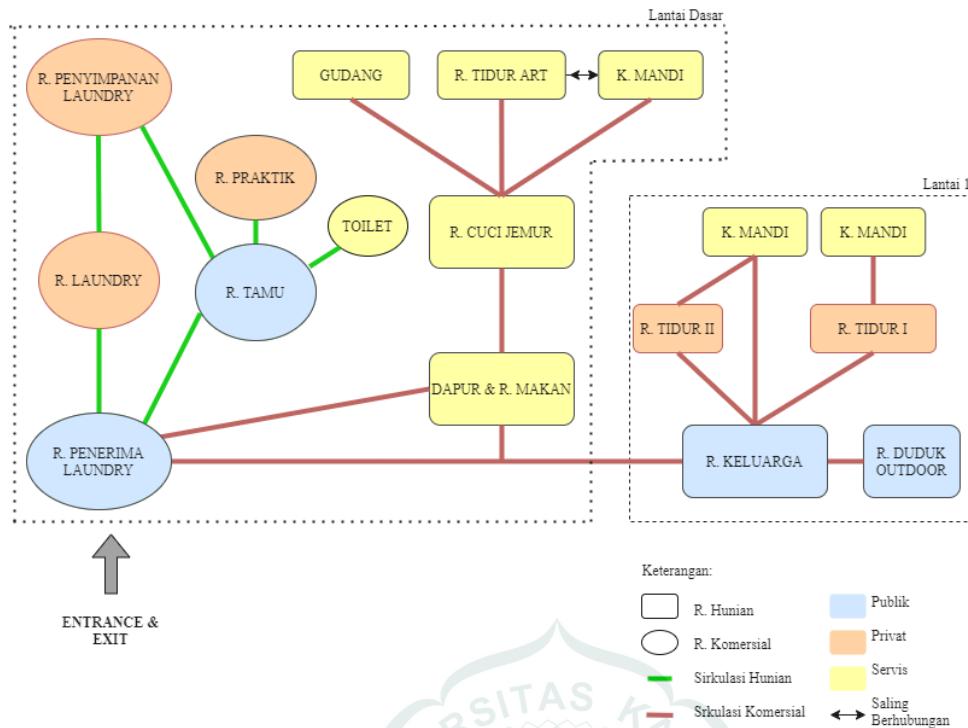 Lantai Dasar
R. PENYIMPANAN
LAUNDRY
GUDANG
R. TIDUR ART
K. MANDI
R. PRAKTIK
TOILET
R. CUCI JEMUR
R. LAUNDRY
R. TAMU
DAPUR & R. MAKAN
R. PENERIMA
LAUNDRY
Lantai 1
K. MANDI
K. MANDI
R. TIDUR II
R. TIDUR I
R. KELUARGA
R. DUDUK
OUTDOOR
ENTRANCE &
EXIT
Keterangan:
R. Hunian
R. Komersial
Sirkulasi Hunian
Srkulasi Komersial
Publik
Privat
Servis
Saling
Berhubungan